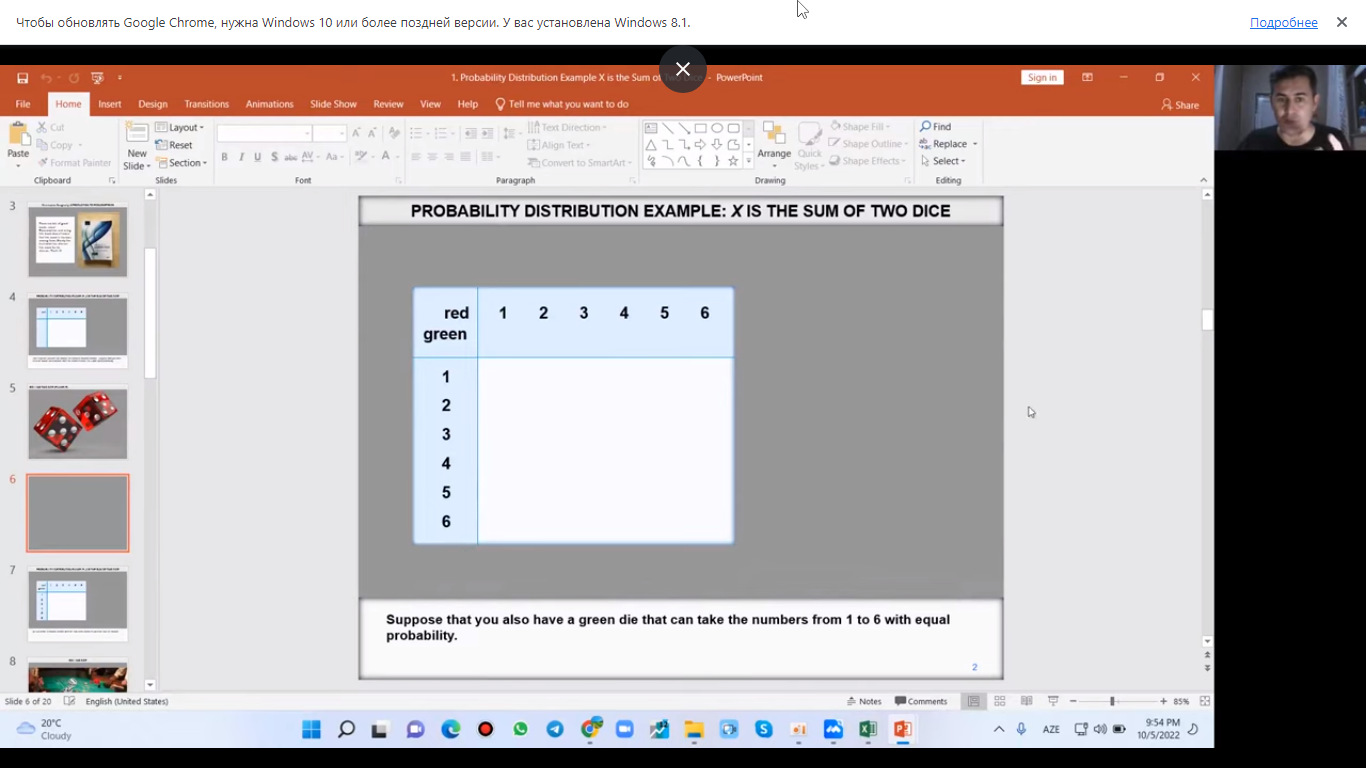 Чтобы обновлять Google Chrome, нужна Windows 10 или более поздней версии. У вас установлена Windows 8.1.
Подробнее
1. Probability Distribution Example X is the Sum of Two Dice - PowerPoint
Sign in
File Home Insert Design Transitions Animations Slide Show Review View Help Tell me what you want to do
Share
Paste
Cut
Copy
Format Painter
Clipboard
New
Slide
Layout
Reset
Section
Slides
Font
Text Direction
Align Text
Convert to SmartArt
Paragraph
Arrange
Quick
Styles
Shape Fill
Shape Outline
Shape Effects
Drawing
Find
Replace
Select
Editing
3
4
5
6
7
8
PROBABILITY DISTRIBUTION EXAMPLE: X IS THE SUM OF TWO DICE
red 1 2 3 4 5 6
green
1
2
3
4
5
6
Suppose that you also have a green die that can take the numbers from 1 to 6 with equal
probability.
2
Slide 6 of 20
English (United States)
Notes
Comments
85%
20°C
Cloudy
AZE
9:54 PM
10/5/2022